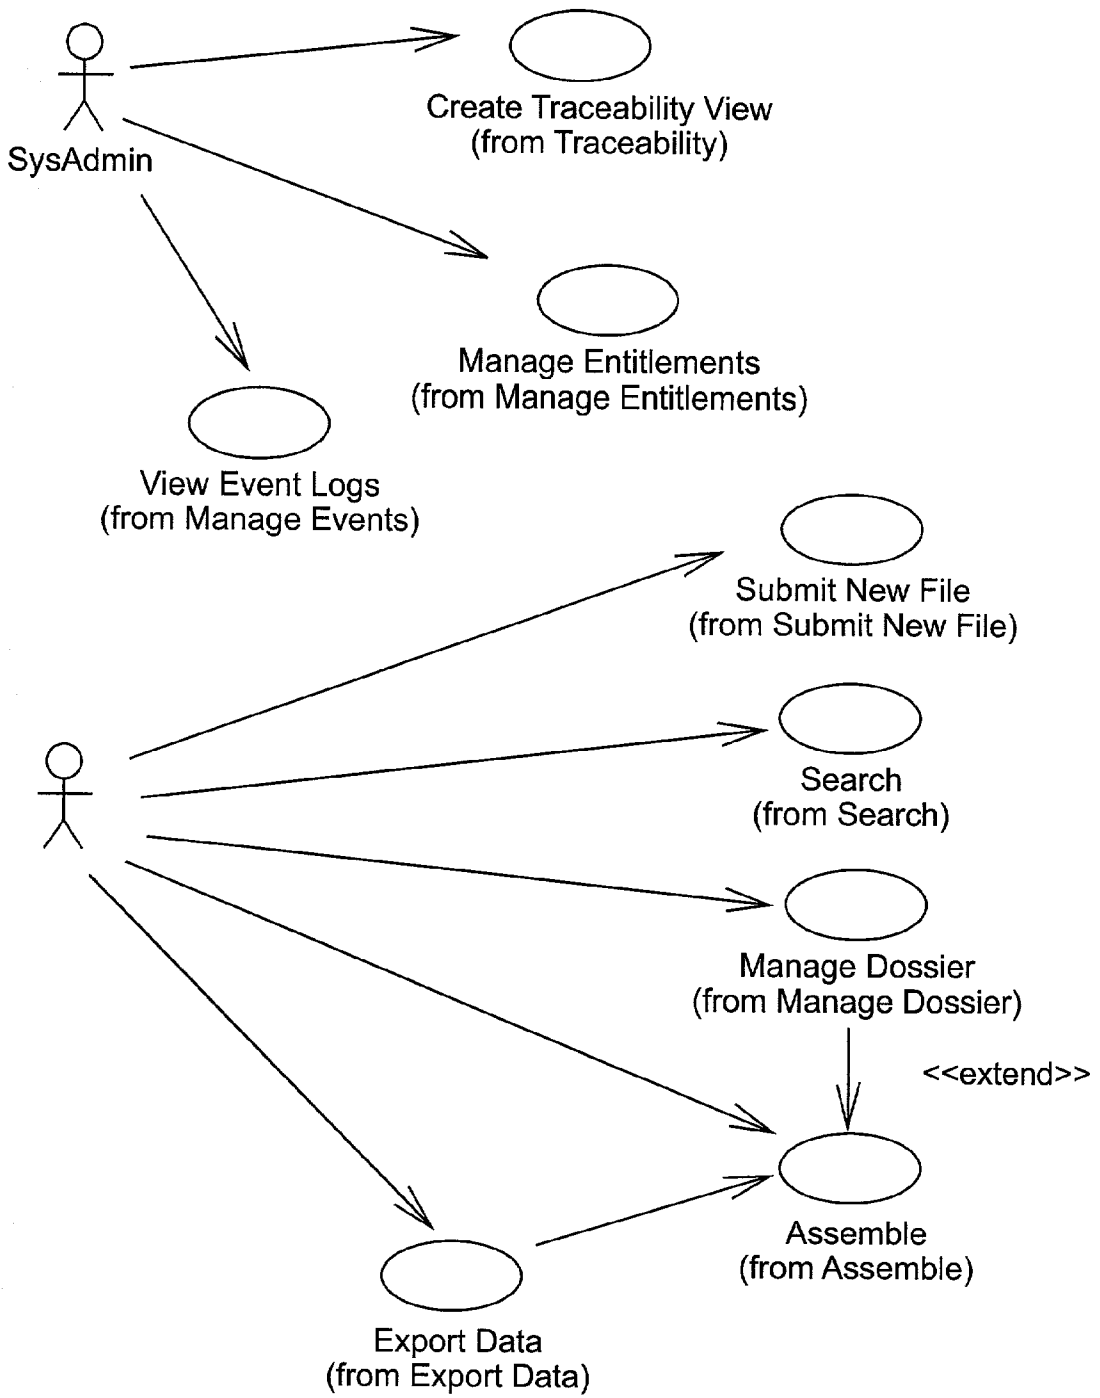 Create Traceability View
(from Traceability)
SysAdmin
Manage Entitlements
(from Manage Entitlements)
View Event Logs
(from Manage Events)
Submit New File
(from Submit New File)
Search
(from Search)
Manage Dossier
(from Manage Dossier)
<<extend>>
Assemble
(from Assemble)
Export Data
(from Export Data)